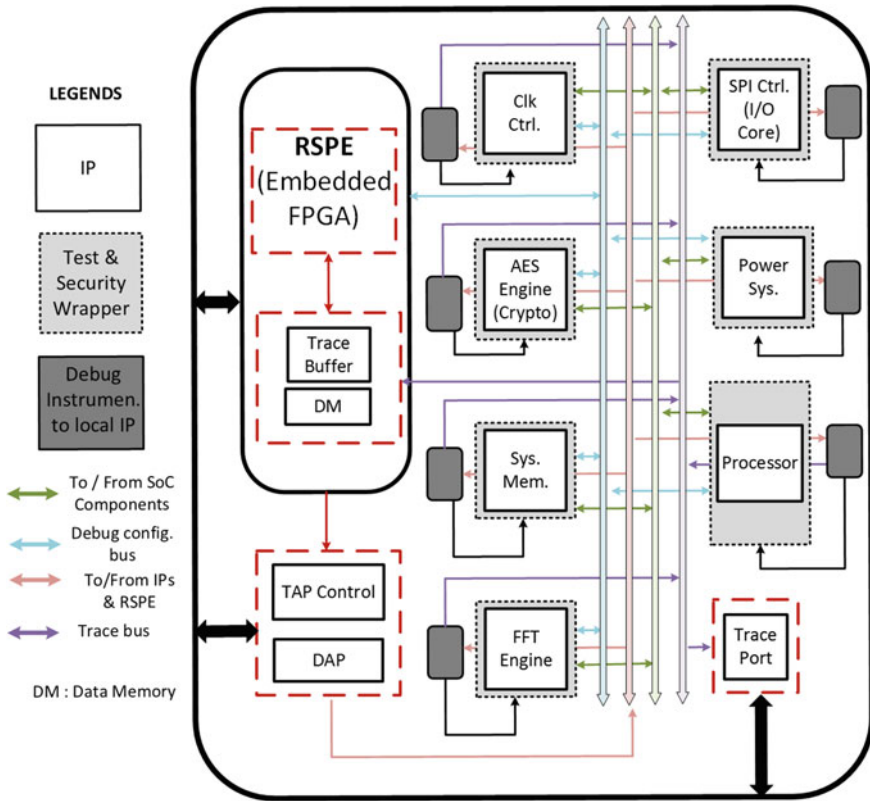 LEGENDS
IP
Test &
Security
Wrapper
Debug
Instrumen.
to local IP
To / From SoC
Components
Debug config.
bus
To/From IPs
& RSPE
Trace bus
DM : Data Memory
RSPE
(Embedded
FPGA)
Trace
Buffer
DM
TAP Control
DAP
Clk
Ctrl.
AES
Engine
(Crypto)
Sys.
Mem.
FFT
Engine
SPI Ctrl.
(I/O
Core)
Power
Sys.
Processor
Trace
Port